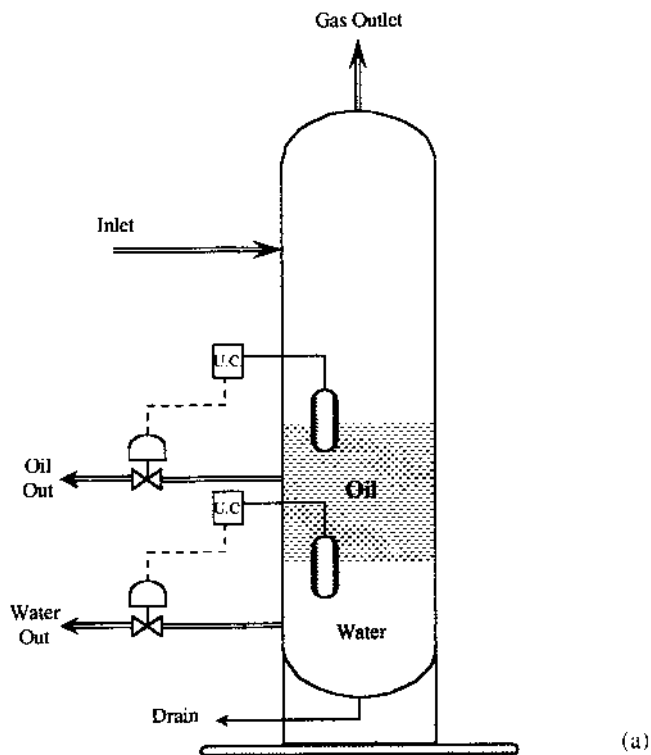 Gas Outlet
Inlet
U.C.
Oil
Out
Oil
U.C
Water
Out
Water
Drain
(a)